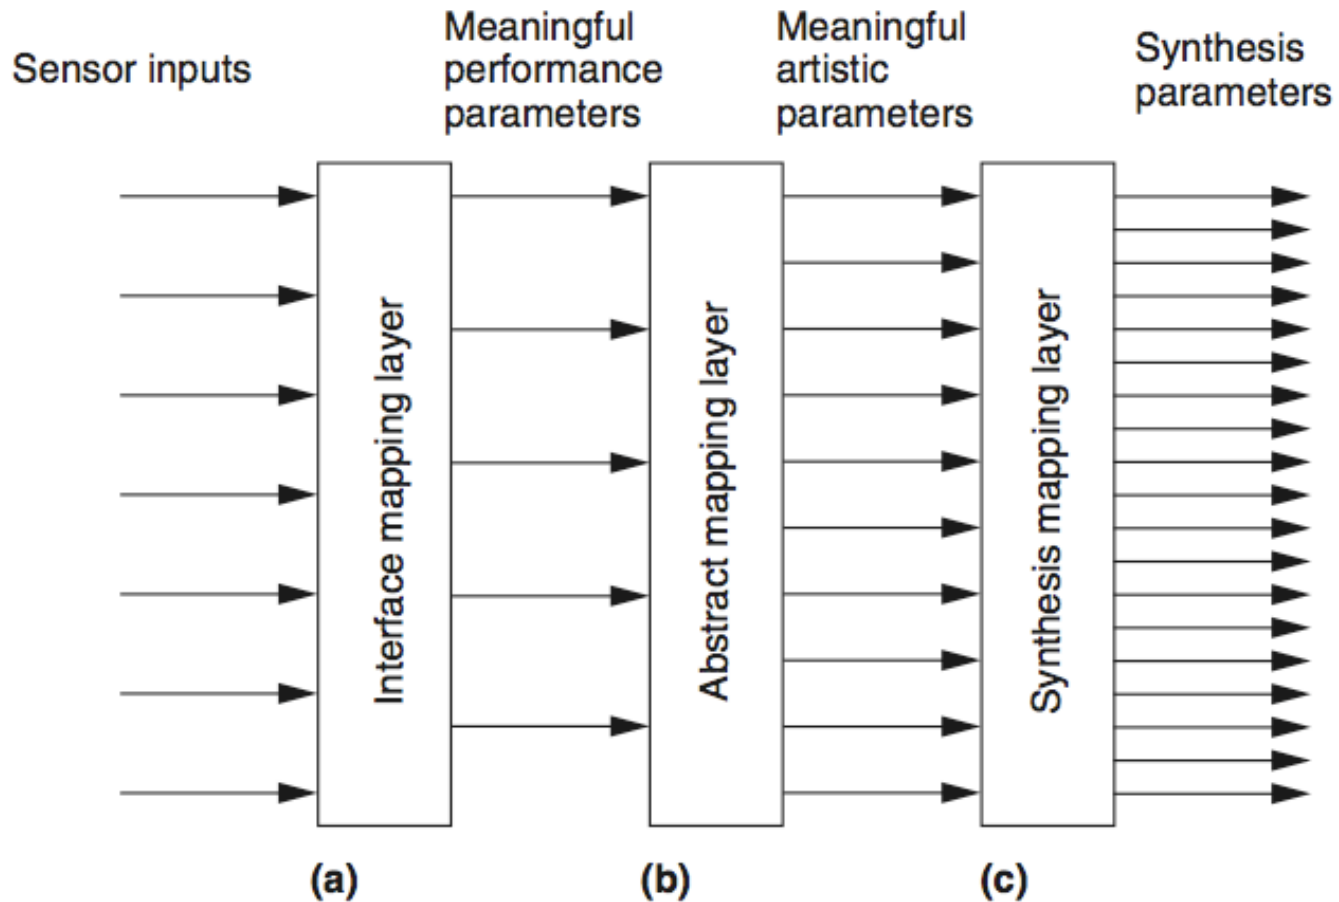 Sensor inputs
Meaningful
performance
parameters
Meaningful
artistic
parameters
Synthesis
parameters
Interface mapping layer
Abstract mapping layer
Synthesis mapping layer
(a)
(b)
(c)